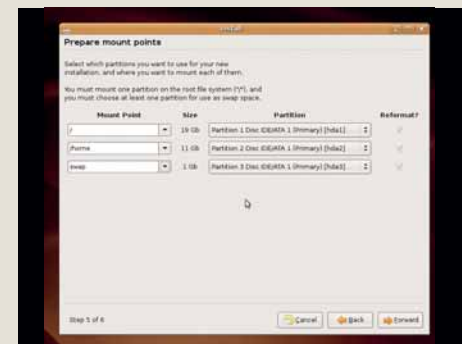 Install
Prepare mount points
Select which partitions you want to use for your new
installation, and where you want to mount each of them.
You must mount one partition on the root file system ("/"), and
you must choose at least one partition for use as swap space.
Mount Point Size Partition Reformat?
/ 19 Gb Partition 1 Disc IDE/ATA 1 (Primary) [hda1]
/home 11 Gb Partition 2 Disc IDE/ATA 1 (Primary) [hda2]
swap 1 Gb Partition 3 Disc IDE/ATA 1 (Primary) [hda3]
Step 5 of 6 Cancel Back Forward